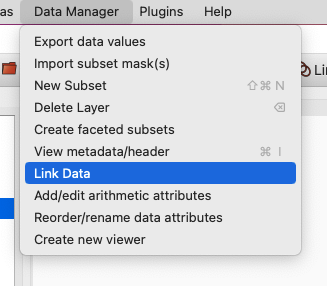 as Data Manager Plugins Help
Export data values
Import subset mask(s)
New Subset ⇧⌘ N
Delete Layer ⌫
Create faceted subsets
View metadata/header ⌘ I
Link Data
Add/edit arithmetic attributes
Reorder/rename data attributes
Create new viewer
Li